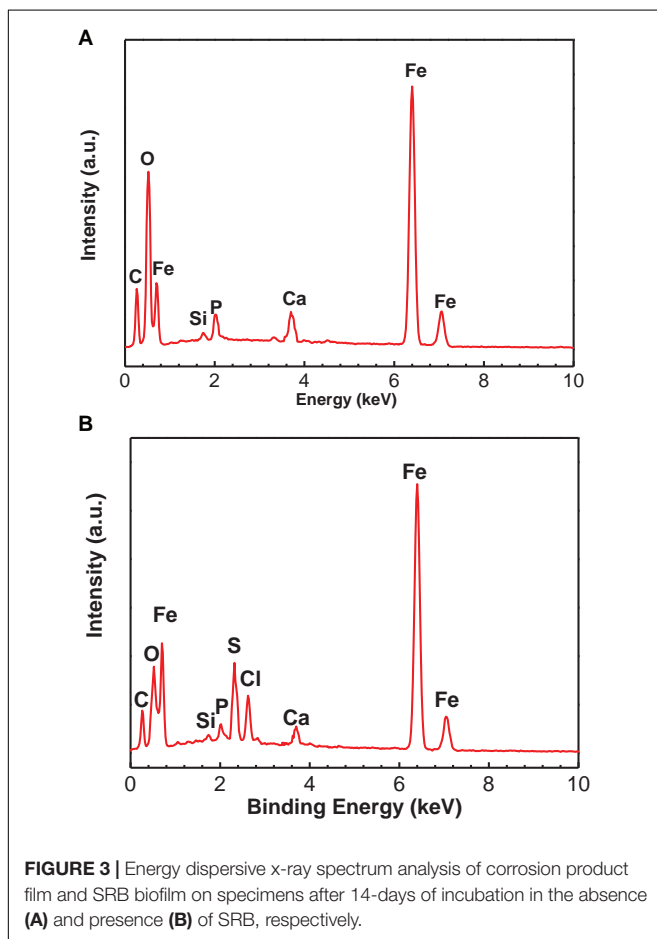 A
Fe
O
C
Fe
Si
P
Ca
Fe
Intensity (a.u.)
0 2 4 6 8 10
Energy (keV)
B
Fe
Fe
O
S
C
Cl
Si
P
Ca
Fe
Intensity (a.u.)
0 2 4 6 8 10
Binding Energy (keV)
FIGURE 3 | Energy dispersive x-ray spectrum analysis of corrosion product
film and SRB biofilm on specimens after 14-days of incubation in the absence
(A) and presence (B) of SRB, respectively.